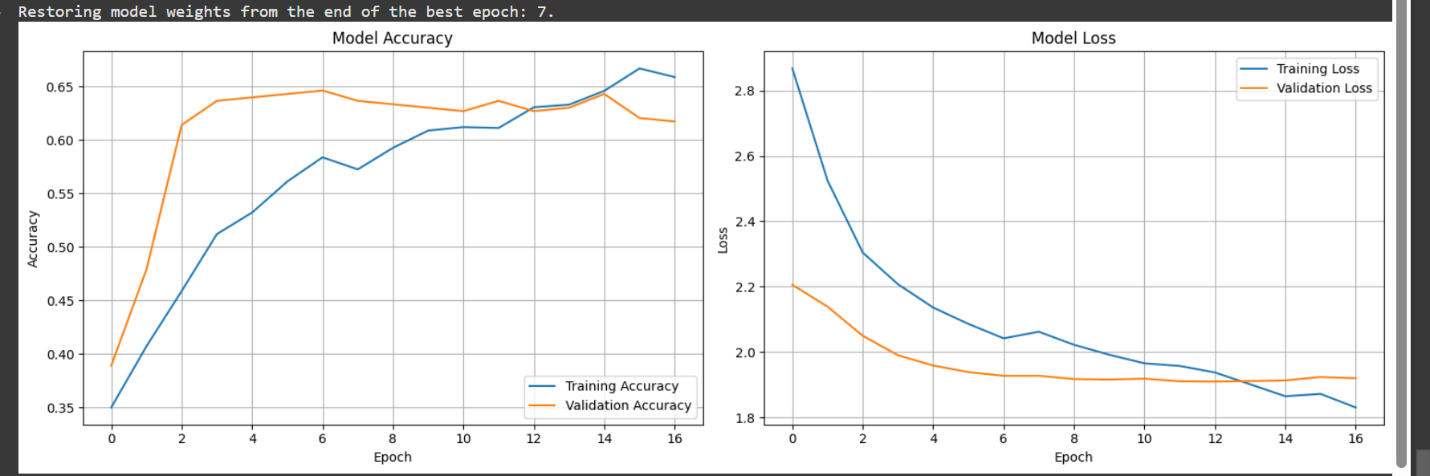 Restoring model weights from the end of the best epoch: 7.
Model Accuracy
0.65
0.60
0.55
0.50
0.45
0.40
0.35
Accuracy
Training Accuracy
Validation Accuracy
0 2 4 6 8 10 12 14 16
Epoch
Model Loss
2.8
2.6
2.4
2.2
2.0
1.8
Loss
Training Loss
Validation Loss
0 2 4 6 8 10 12 14 16
Epoch